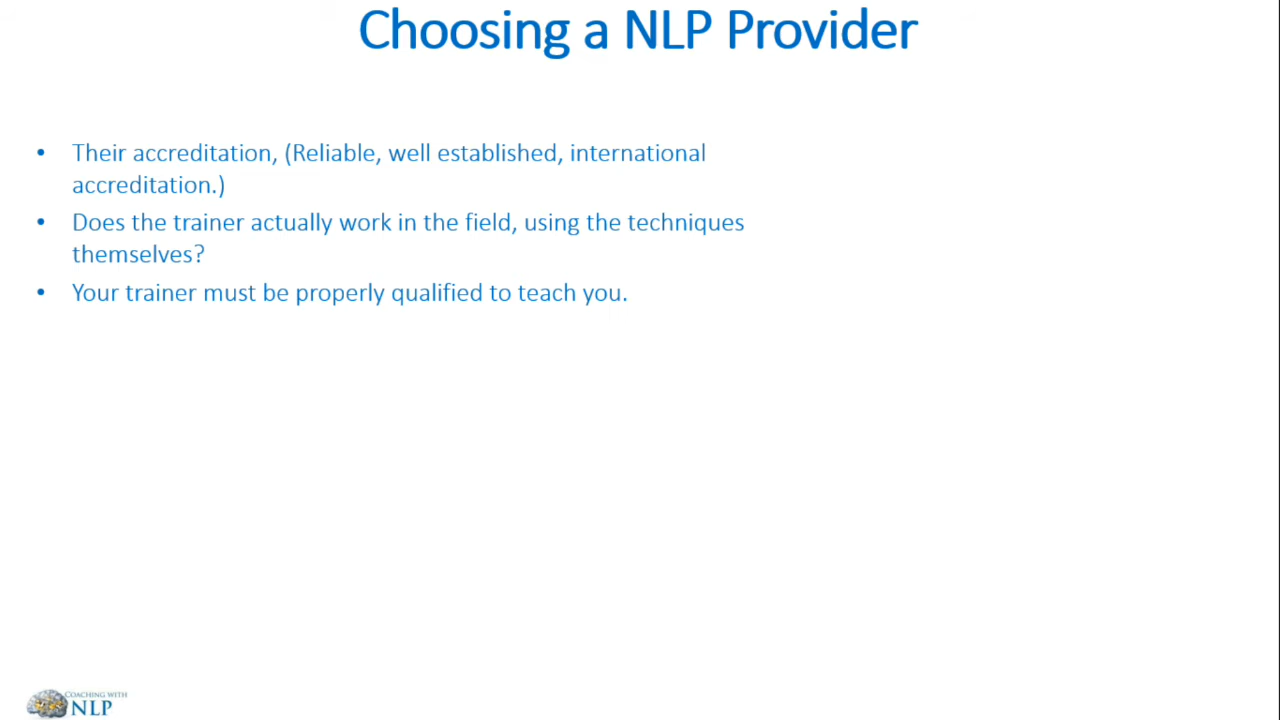 Choosing a NLP Provider
• Their accreditation, (Reliable, well established, international
accreditation.)
• Does the trainer actually work in the field, using the techniques
themselves?
• Your trainer must be properly qualified to teach you.
COACHING WITH
NLP